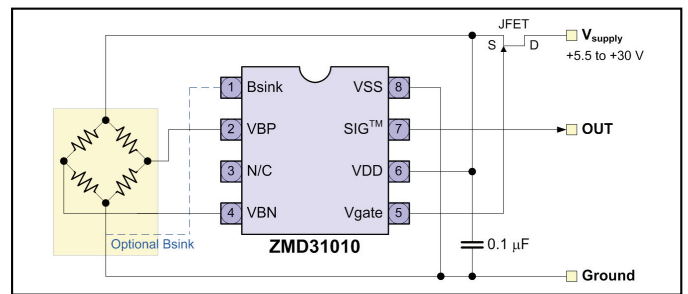 JFET
S D
V supply
+5.5 to +30 V
1 Bsink VSS 8
2 VBP SIG™ 7 OUT
3 N/C VDD 6
4 VBN Vgate 5
Optional Bsink
ZMD31010
0.1 µF
Ground